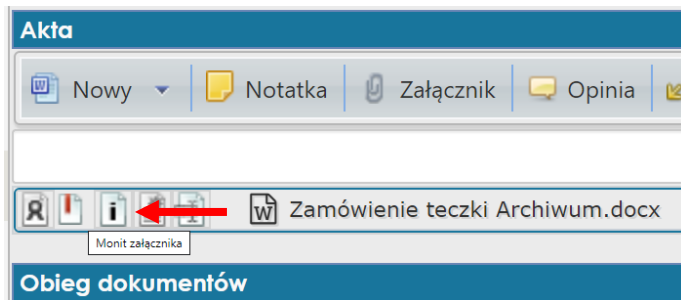 Akta
Nowy Notatka Załącznik Opinia
Zamówienie teczki Archiwum.docx
Monit załącznika
Obieg dokumentów